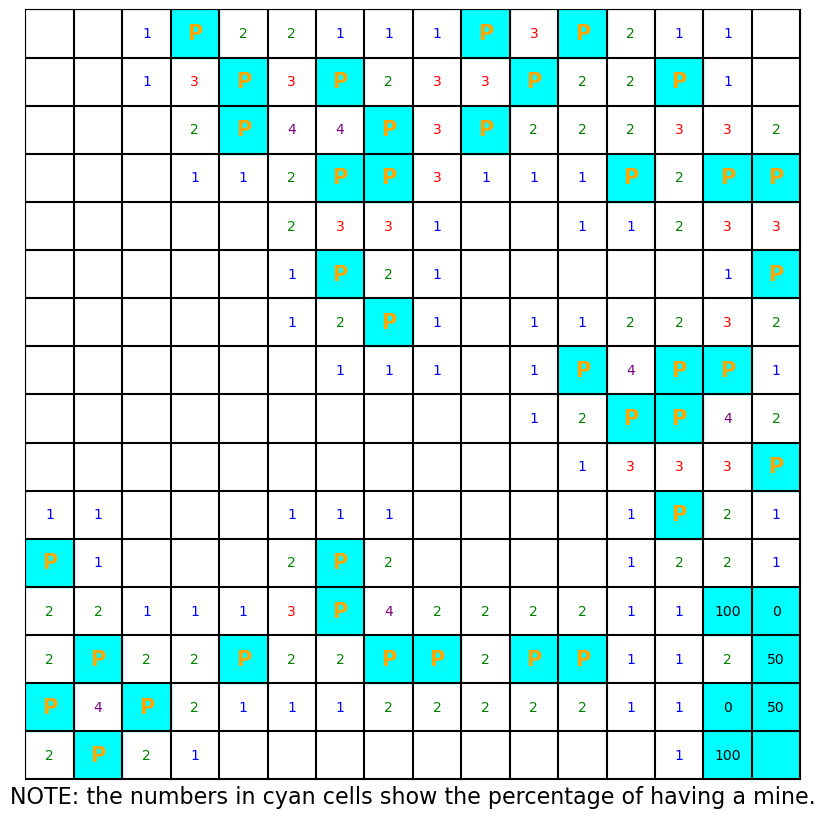 1 P 2 2 1 1 1 P 3 P 2 1 1
1 3 P 3 P 2 3 3 P 2 2 P 1
2 P 4 4 P 3 P 2 2 2 3 3 2
1 1 2 P P 3 1 1 1 P 2 P P
2 3 3 1 1 1 2 3 3
1 P 2 1 1 P
1 2 P 1 1 1 2 2 3 2
1 1 1 1 P 4 P P 1
1 2 P P 4 2
1 3 3 3 P
1 1 1 1 1 1 P 2 1
P 1 2 P 2 1 2 2 1
2 2 1 1 1 3 P 4 2 2 2 2 1 1 100 0
2 P 2 2 P 2 2 P P 2 P P 1 1 2 50
P 4 P 2 1 1 1 2 2 2 2 2 1 1 0 50
2 P 2 1 1 100
NOTE: the numbers in cyan cells show the percentage of having a mine.